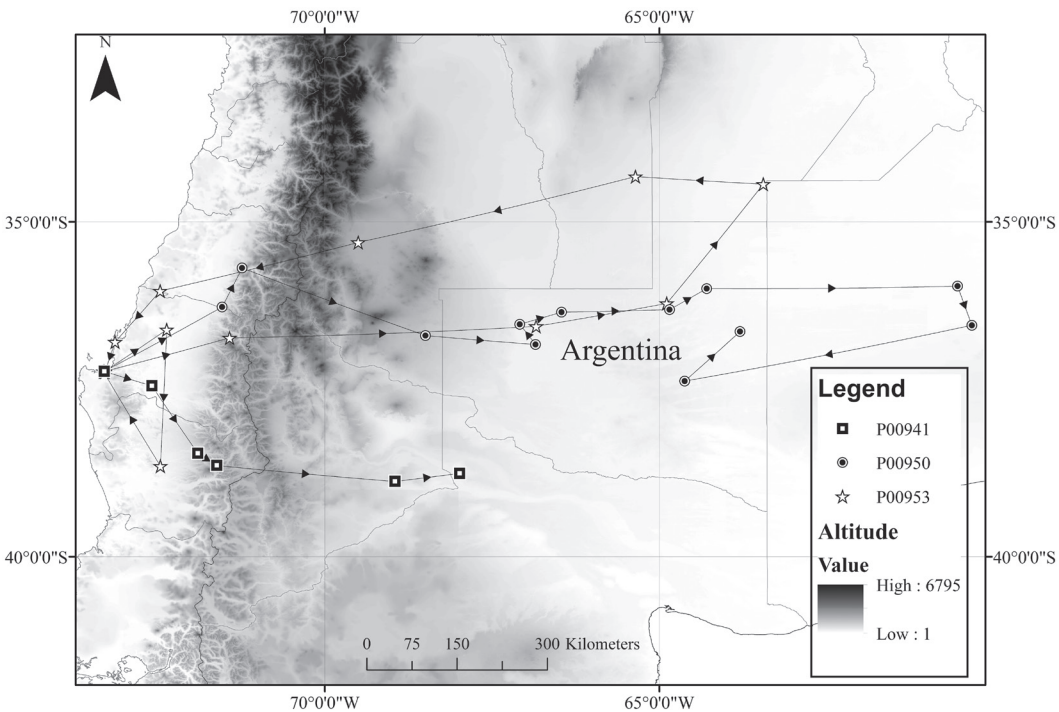 70°0'0"W 65°0'0"W
N
35°0'0"S 35°0'0"S
Argentina
Legend
P00941
P00950
P00953
Altitude
Value
High : 6795
Low : 1
40°0'0"S 40°0'0"S
0 75 150 300 Kilometers
70°0'0"W 65°0'0"W